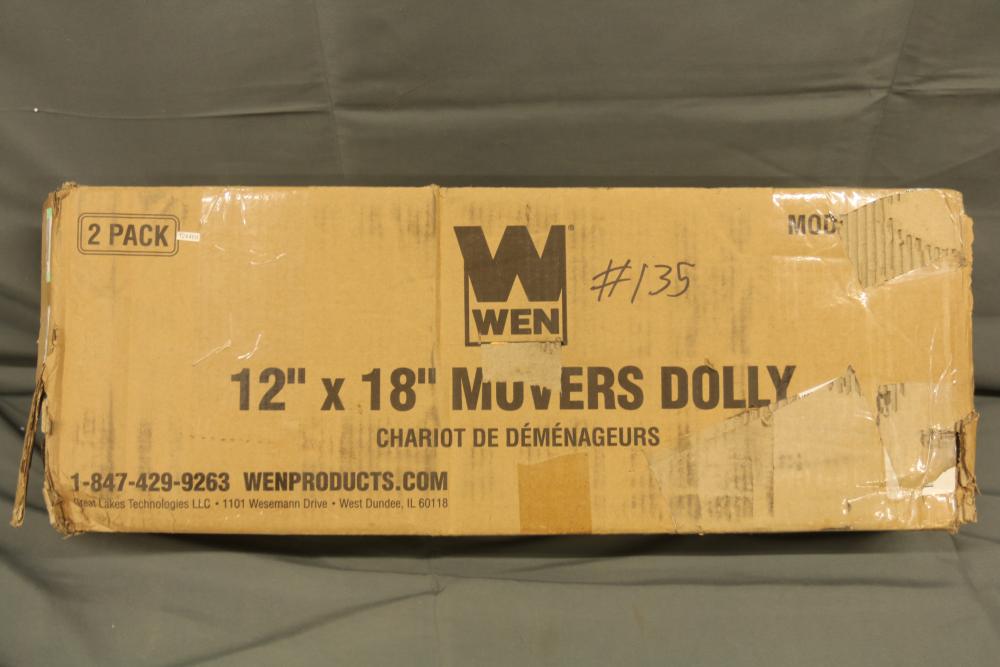 2 PACK
MOD
W
WEN
#135
12" x 18" MOVERS DOLLY
CHARIOT DE DÉMÉNAGEURS
1-847-429-9263 WENPRODUCTS.COM
Great Lakes Technologies LLC • 1101 Wesemann Drive • West Dundee, IL 60118